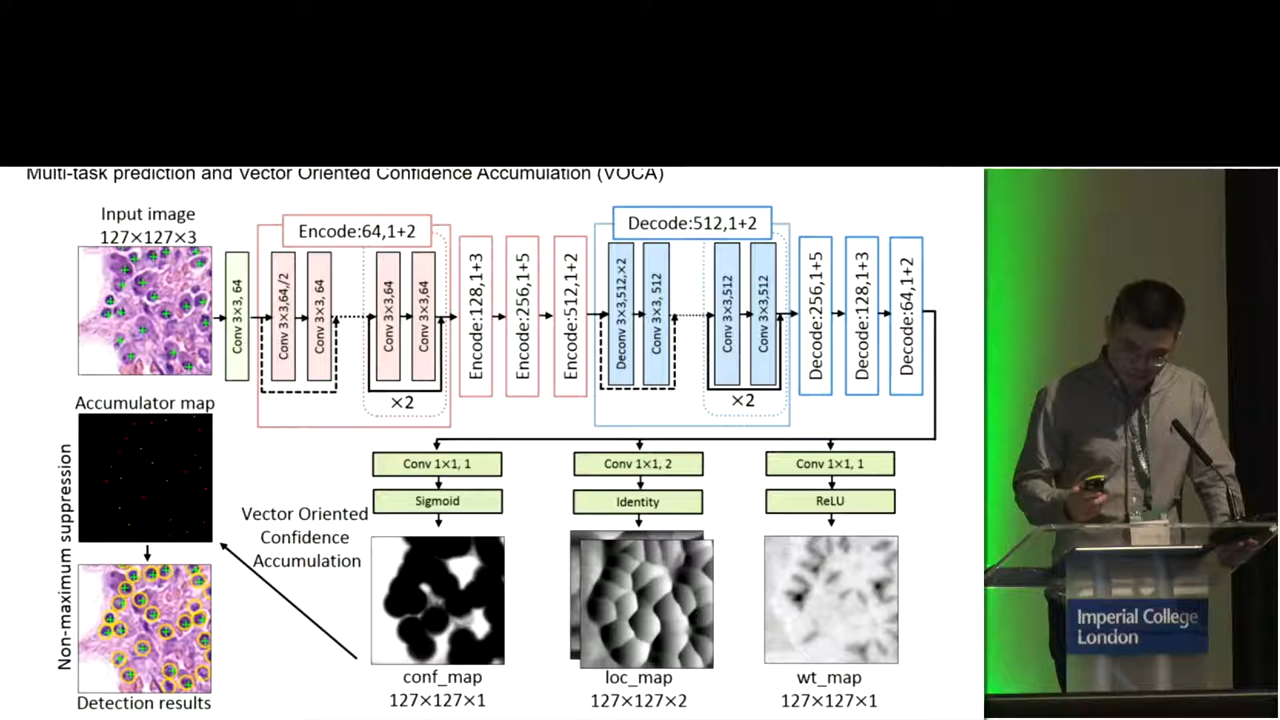 Multi-task prediction and Vector Oriented Confidence Accumulation (VOCA)
Input image
127×127×3
Conv 3×3, 64
Encode:64,1+2
Conv 3×3,64,/2
Conv 3×3, 64
Conv 3×3,64
Conv 3×3,64
×2
Encode:128,1+3
Encode:256,1+5
Encode:512,1+2
Decode:512,1+2
Deconv 3×3,512,×2
Conv 3×3, 512
Conv 3×3,512
Conv 3×3,512
×2
Decode:256,1+5
Decode:128,1+3
Decode:64,1+2
Conv 1×1, 1
Sigmoid
Conv 1×1, 2
Identity
Conv 1×1, 1
ReLU
conf_map
127×127×1
loc_map
127×127×2
wt_map
127×127×1
Vector Oriented
Confidence
Accumulation
Accumulator map
Non-maximum suppression
Detection results
Imperial College
London